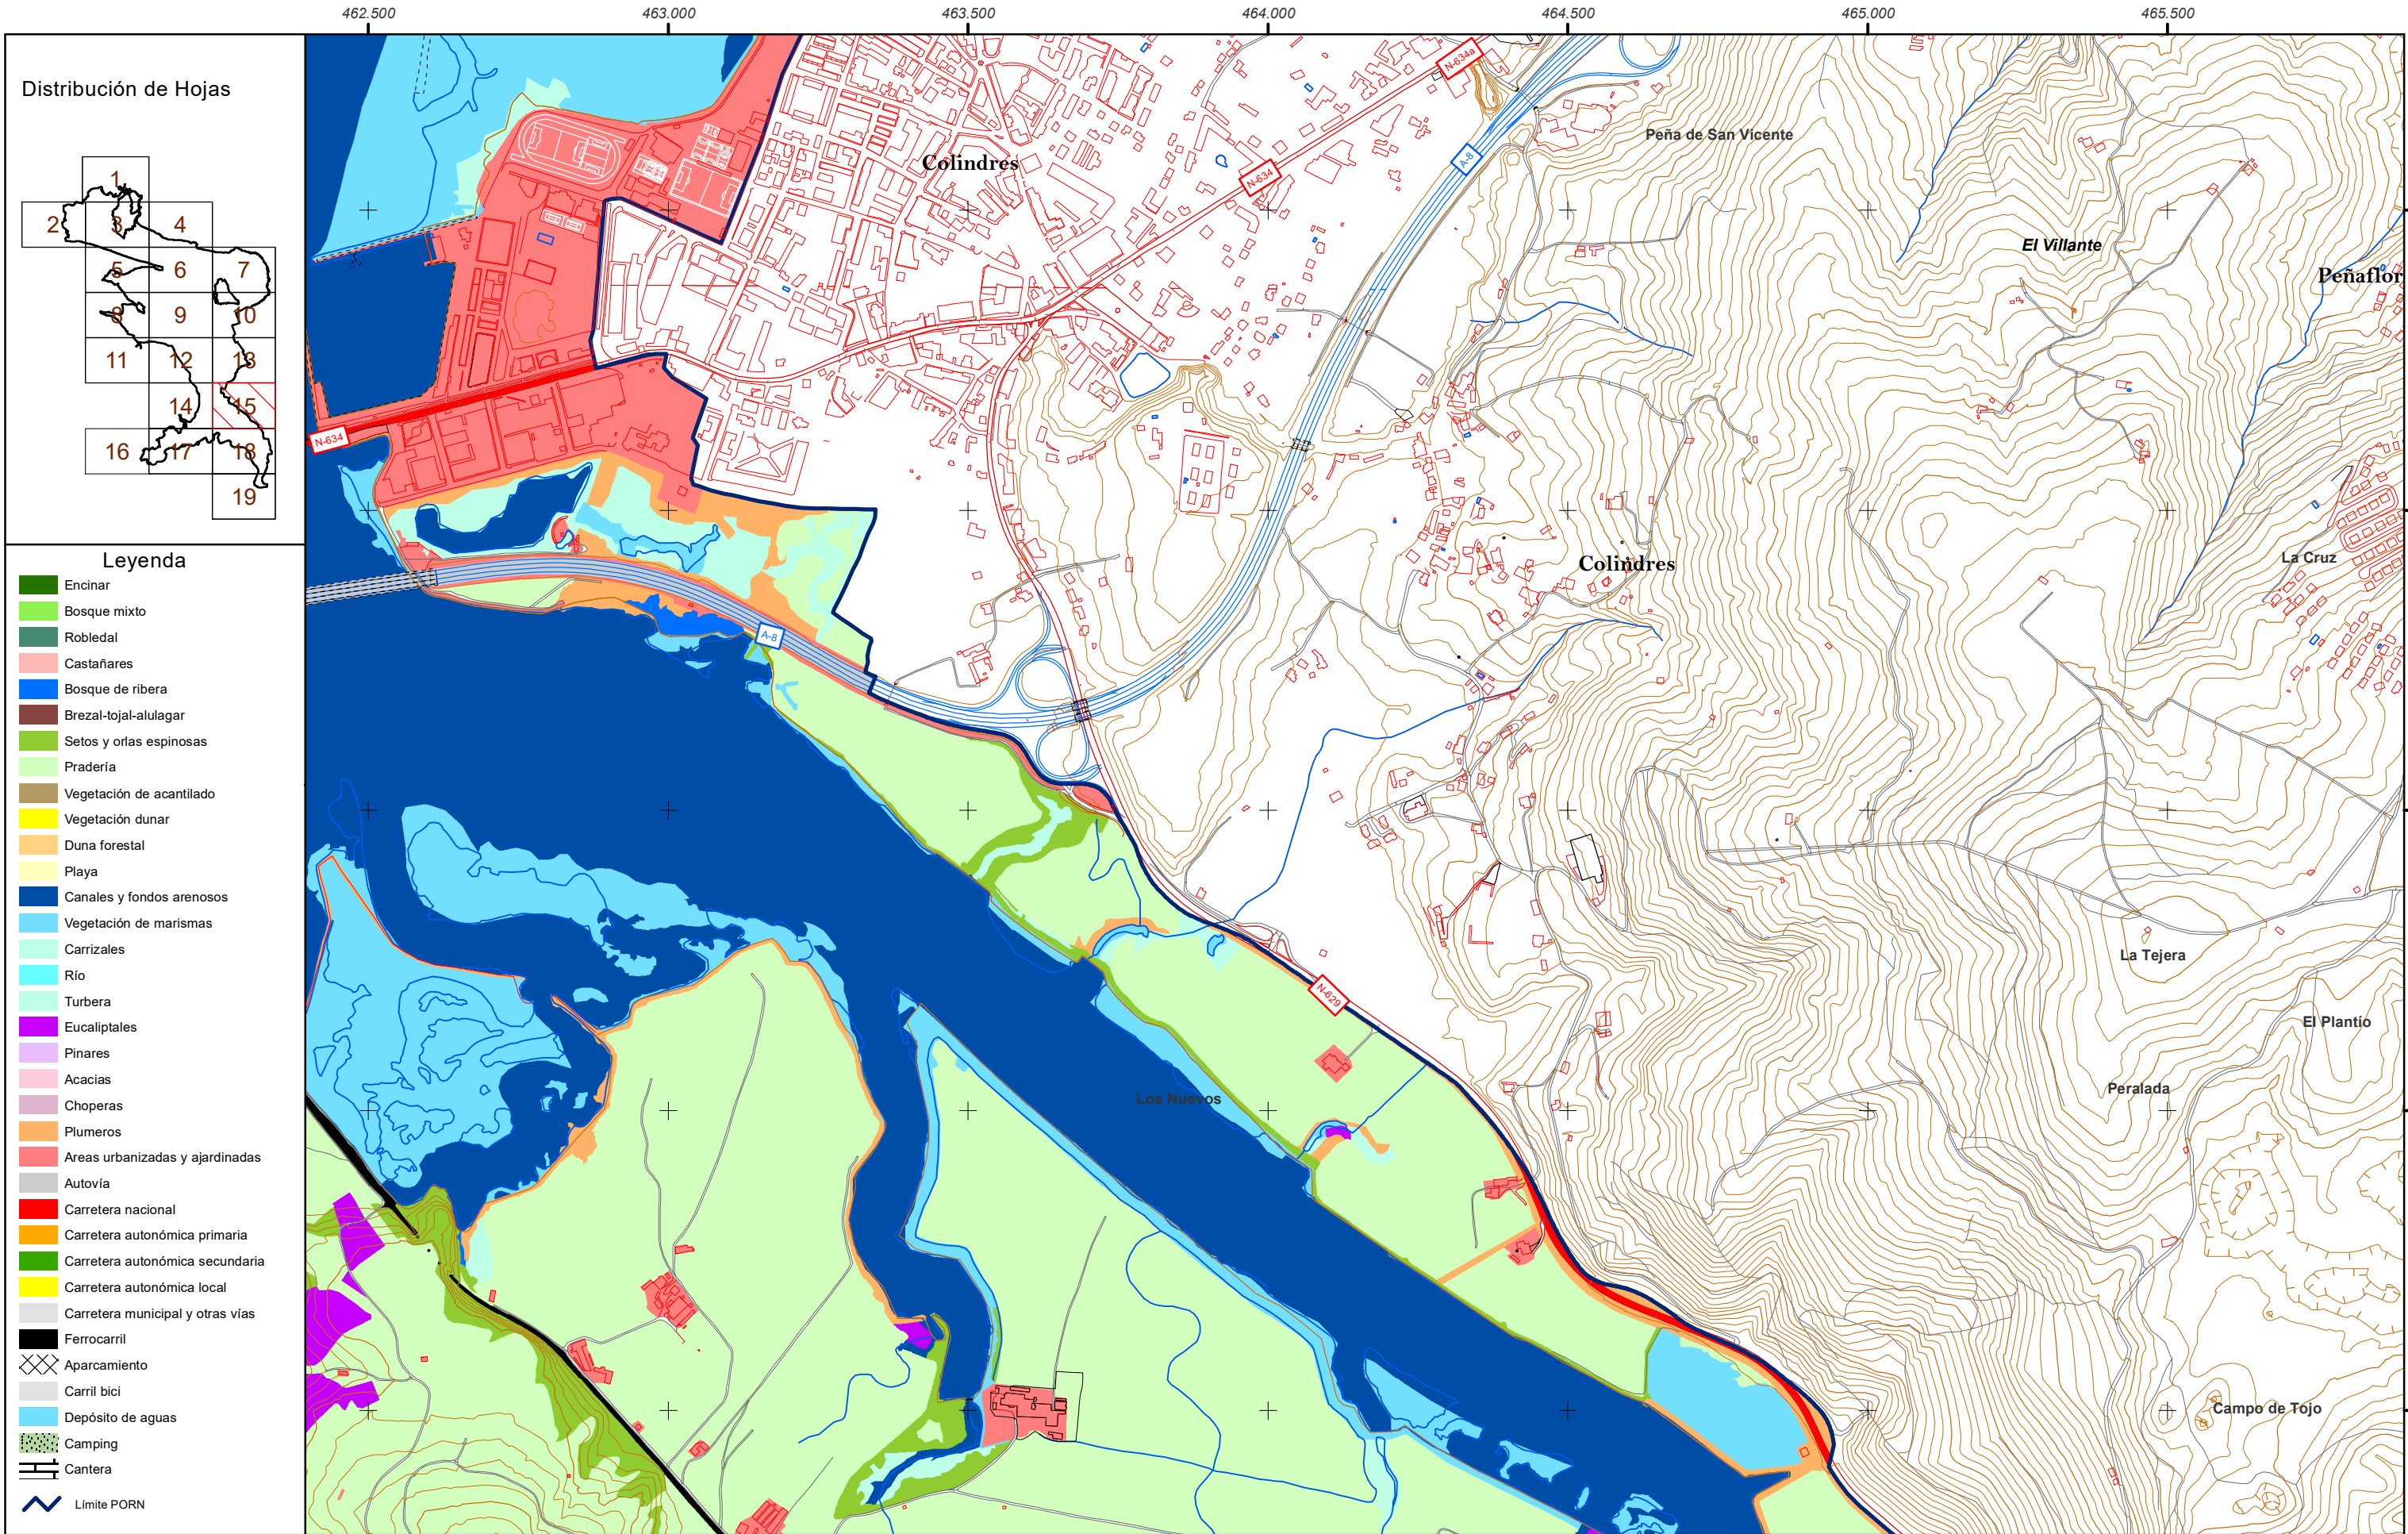 462.500 463.000 463.500 464.000 464.500 465.000 465.500
Distribución de Hojas
1
2 3 4
5 6 7
8 9 10
11 12 13
14 15
16 17 18
19
Leyenda
Encinar
Bosque mixto
Robledal
Castañares
Bosque de ribera
Brezal-tojal-alulagar
Setos y orlas espinosas
Pradería
Vegetación de acantilado
Vegetación dunar
Duna forestal
Playa
Canales y fondos arenosos
Vegetación de marismas
Carrizales
Río
Turbera
Eucaliptales
Pinares
Acacias
Choperas
Plumeros
Areas urbanizadas y ajardinadas
Autovía
Carretera nacional
Carretera autonómica primaria
Carretera autonómica secundaria
Carretera autonómica local
Carretera municipal y otras vías
Ferrocarril
Aparcamiento
Carril bici
Depósito de aguas
Camping
Cantera
Límite PORN
N-634a
Peña de San Vicente
Colindres
A-8
N-634
El Villante
Peñaflor
N-634
La Cruz
Colindres
A-8
La Tejera
N-629
El Plantío
Peralada
Los Nuevos
Campo de Tojo